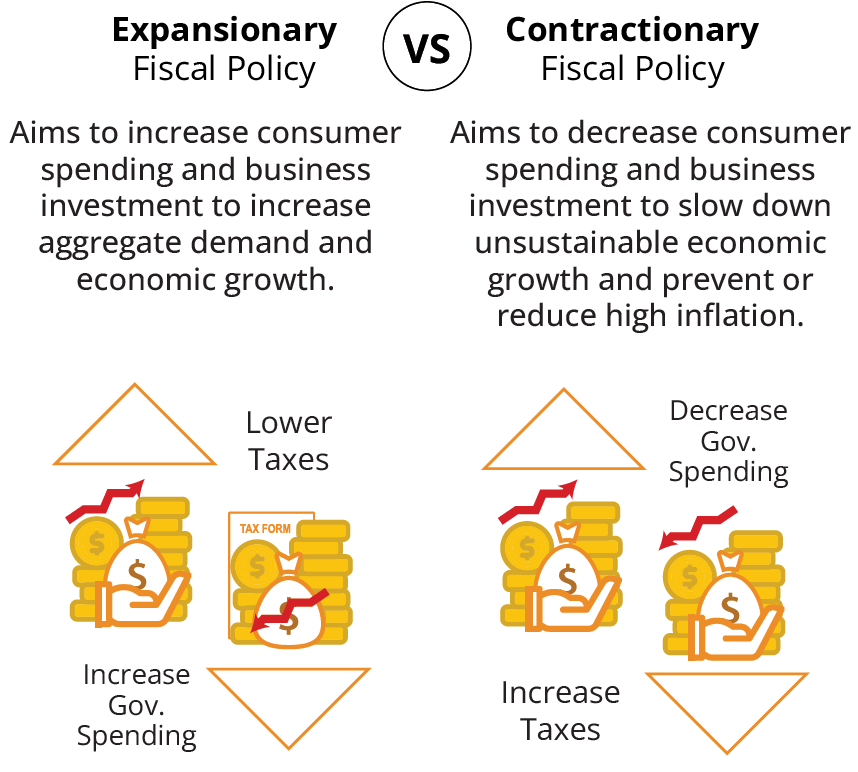 Expansionary
Fiscal Policy
VS
Contractionary
Fiscal Policy
Aims to increase consumer
spending and business
investment to increase
aggregate demand and
economic growth.
Aims to decrease consumer
spending and business
investment to slow down
unsustainable economic
growth and prevent or
reduce high inflation.
Lower
Taxes
TAX FORM
$
$
$
$
Increase
Gov.
Spending
Decrease
Gov.
Spending
$
$
$
$
Increase
Taxes